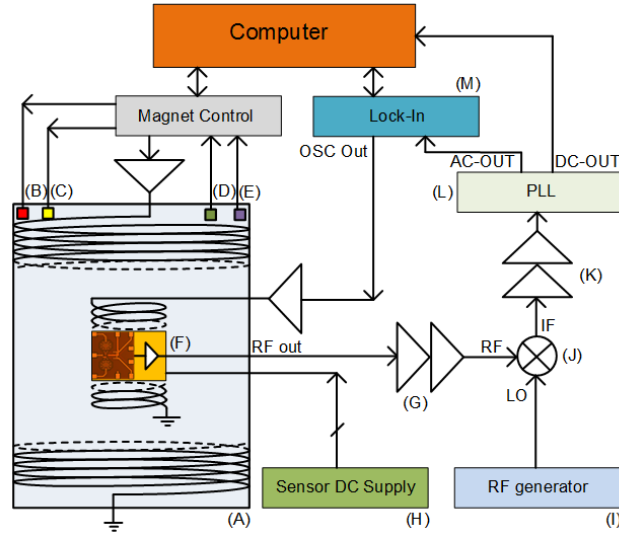 Computer
(M)
Magnet Control
Lock-In
OSC Out
AC-OUT
DC-OUT
(B)
(C)
(D)
(E)
(L)
PLL
(K)
(F)
RF out
RF
IF
(J)
(G)
LO
Sensor DC Supply
RF generator
(A)
(H)
(I)